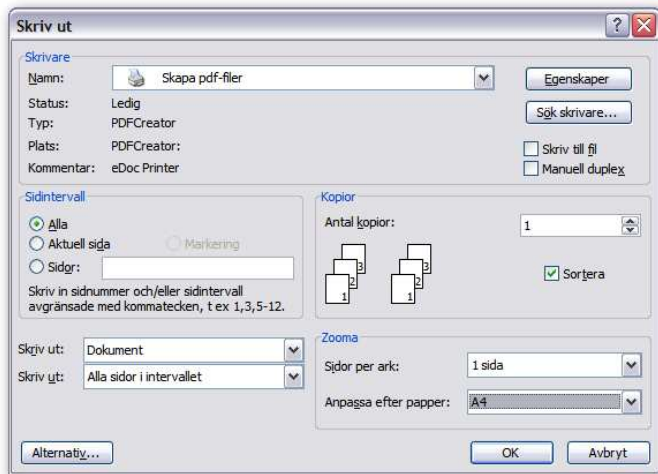 Skriv ut
Skrivare
Namn: Skapa pdf-filer
Egenskaper
Status: Ledig
Sök skrivare...
Typ: PDFCreator
Plats: PDFCreator:
Skriv till fil
Kommentar: eDoc Printer
Manuell duplex
Sidintervall
Alla
Aktuell sida Markering
Sidor:
Skriv in sidnummer och/eller sidintervall
avgränsade med kommatecken, t ex 1,3,5-12.
Kopior
Antal kopior: 1
3 3
2 2
1 1
Sortera
Skriv ut: Dokument
Skriv ut: Alla sidor i intervallet
Zooma
Sidor per ark: 1 sida
Anpassa efter papper: A4
Alternativ...
OK Avbryt